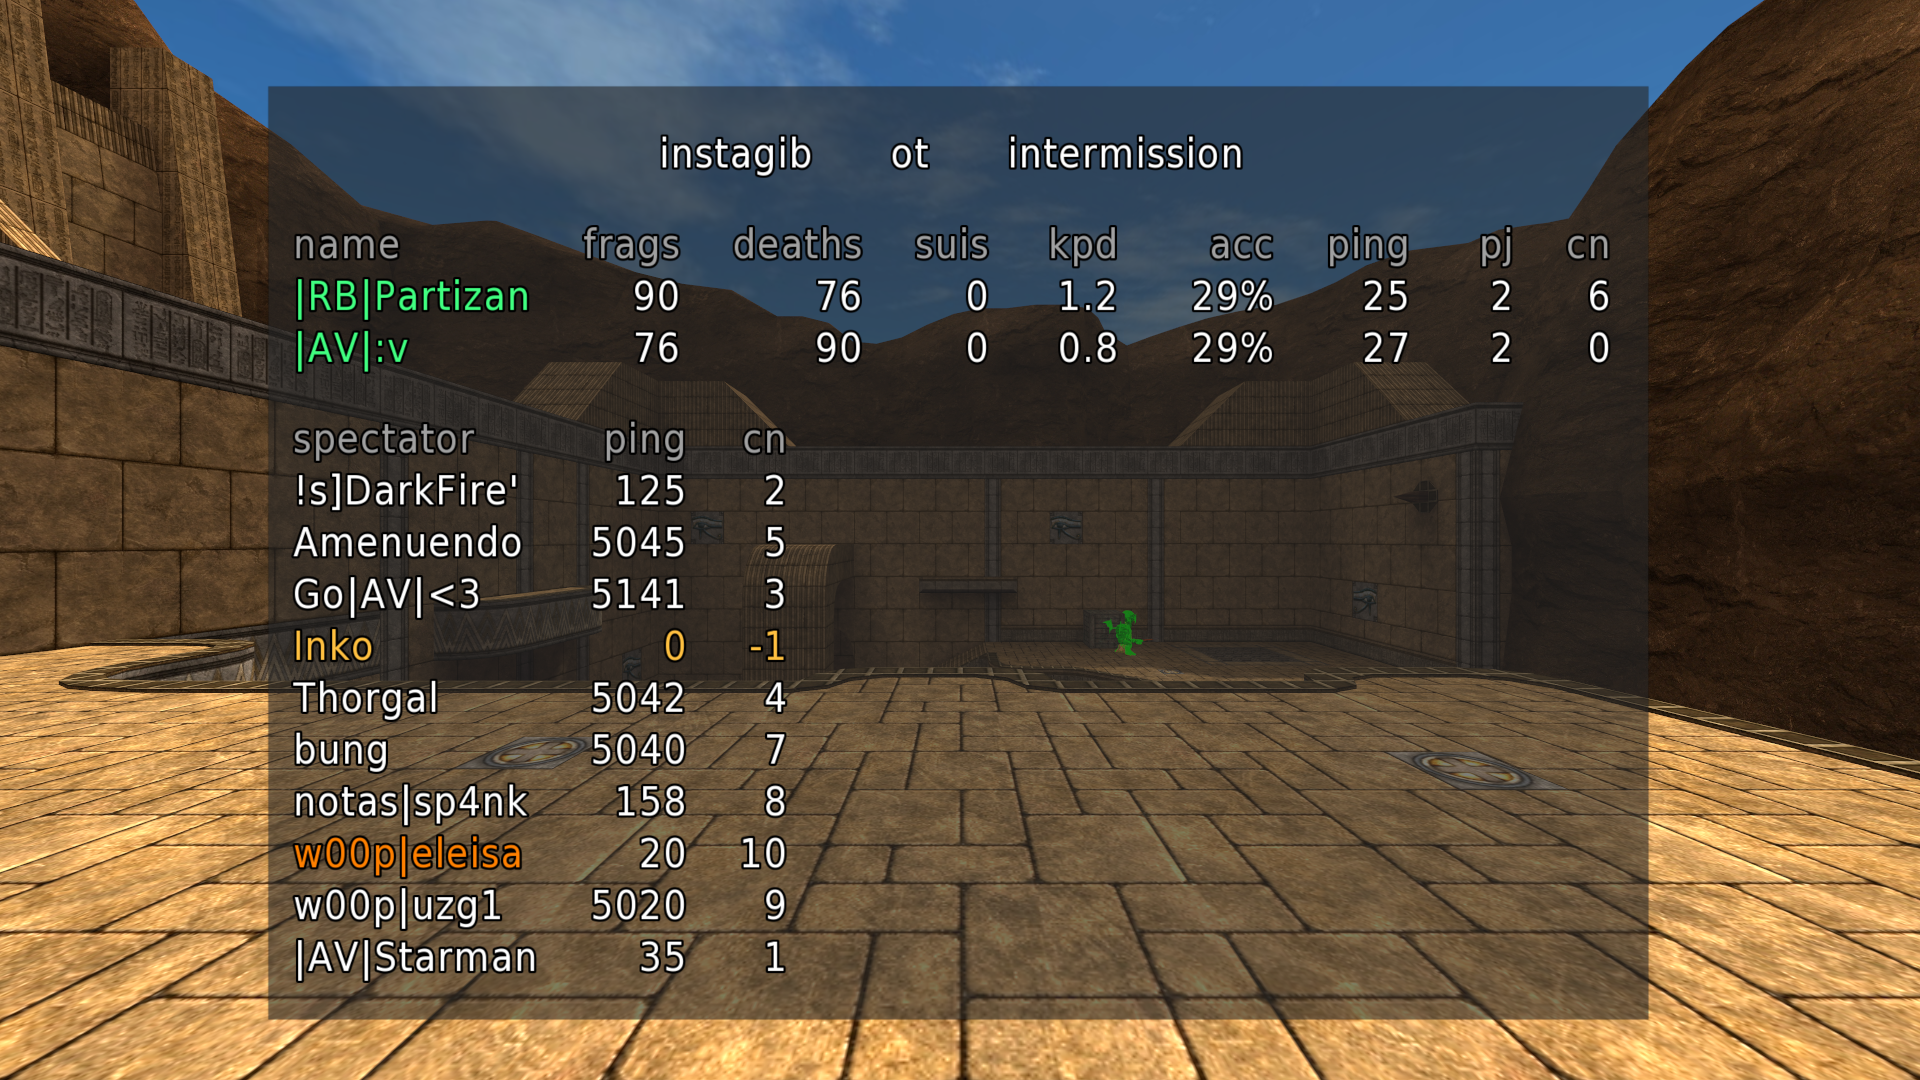 instagib ot intermission
name frags deaths suis kpd acc ping pj cn
|RB|Partizan 90 76 0 1.2 29% 25 2 6
|AV|:v 76 90 0 0.8 29% 27 2 0
spectator ping cn
!s]DarkFire' 125 2
Amenuendo 5045 5
Go|AV|<3 5141 3
Inko 0 -1
Thorgal 5042 4
bung 5040 7
notas|sp4nk 158 8
w00p|eleisa 20 10
w00p|uzg1 5020 9
|AV|Starman 35 1